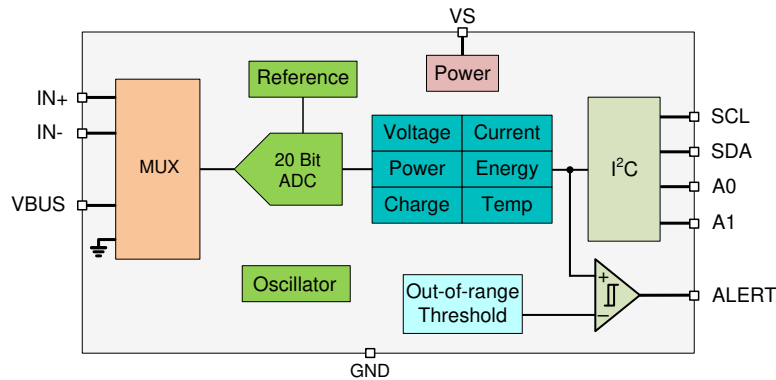 VS
Reference
Power
IN+
IN-
VBUS
MUX
20 Bit
ADC
Voltage
Current
Power
Energy
Charge
Temp
I²C
SCL
SDA
A0
A1
Oscillator
Out-of-range
Threshold
+
−
ALERT
GND